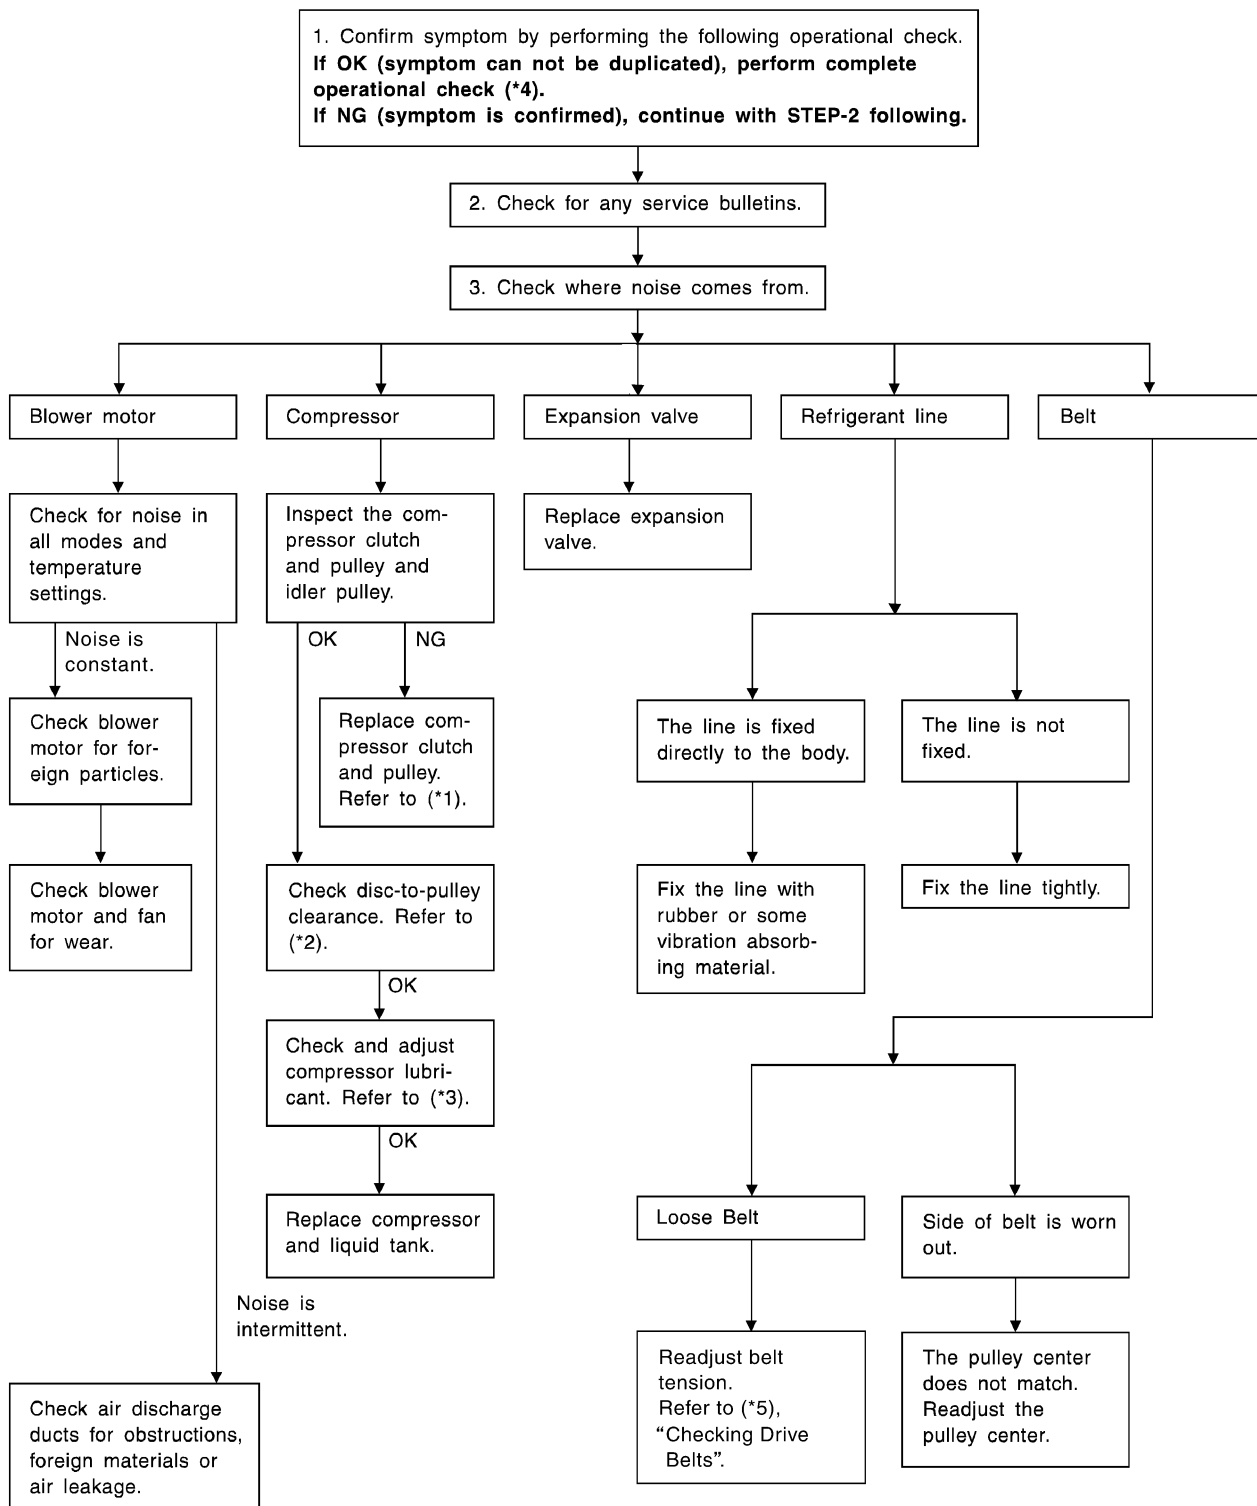 1. Confirm symptom by performing the following operational check.
If OK (symptom can not be duplicated), perform complete
operational check (*4).
If NG (symptom is confirmed), continue with STEP-2 following.
2. Check for any service bulletins.
3. Check where noise comes from.
Blower motor
Compressor
Expansion valve
Refrigerant line
Belt
Check for noise in
all modes and
temperature
settings.
Inspect the com-
pressor clutch
and pulley and
idler pulley.
Replace expansion
valve.
Noise is
constant.
OK
NG
Check blower
motor for for-
eign particles.
Replace com-
pressor clutch
and pulley.
Refer to (*1).
The line is fixed
directly to the body.
The line is not
fixed.
Check blower
motor and fan
for wear.
Check disc-to-pulley
clearance. Refer to
(*2).
Fix the line with
rubber or some
vibration absorb-
ing material.
Fix the line tightly.
OK
Check and adjust
compressor lubri-
cant. Refer to (*3).
OK
Replace compressor
and liquid tank.
Loose Belt
Side of belt is worn
out.
Noise is
intermittent.
Readjust belt
tension.
Refer to (*5),
“Checking Drive
Belts”.
The pulley center
does not match.
Readjust the
pulley center.
Check air discharge
ducts for obstructions,
foreign materials or
air leakage.